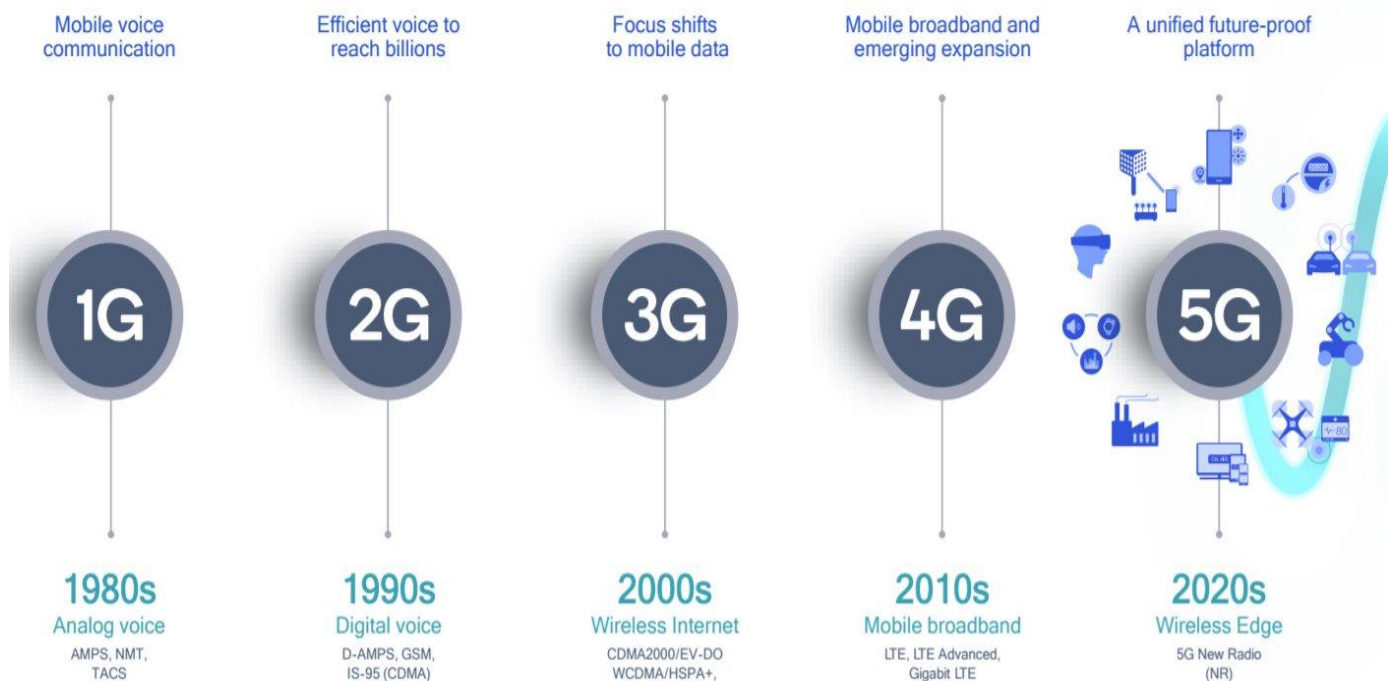 Mobile voice
communication
Efficient voice to
reach billions
Focus shifts
to mobile data
Mobile broadband and
emerging expansion
A unified future-proof
platform
1G
2G
3G
4G
5G
80
1980s
Analog voice
AMPS, NMT,
TACS
1990s
Digital voice
D-AMPS, GSM,
IS-95 (CDMA)
2000s
Wireless Internet
CDMA2000/EV-DO
WCDMA/HSPA+,
2010s
Mobile broadband
LTE, LTE Advanced,
Gigabit LTE
2020s
Wireless Edge
5G New Radio
(NR)